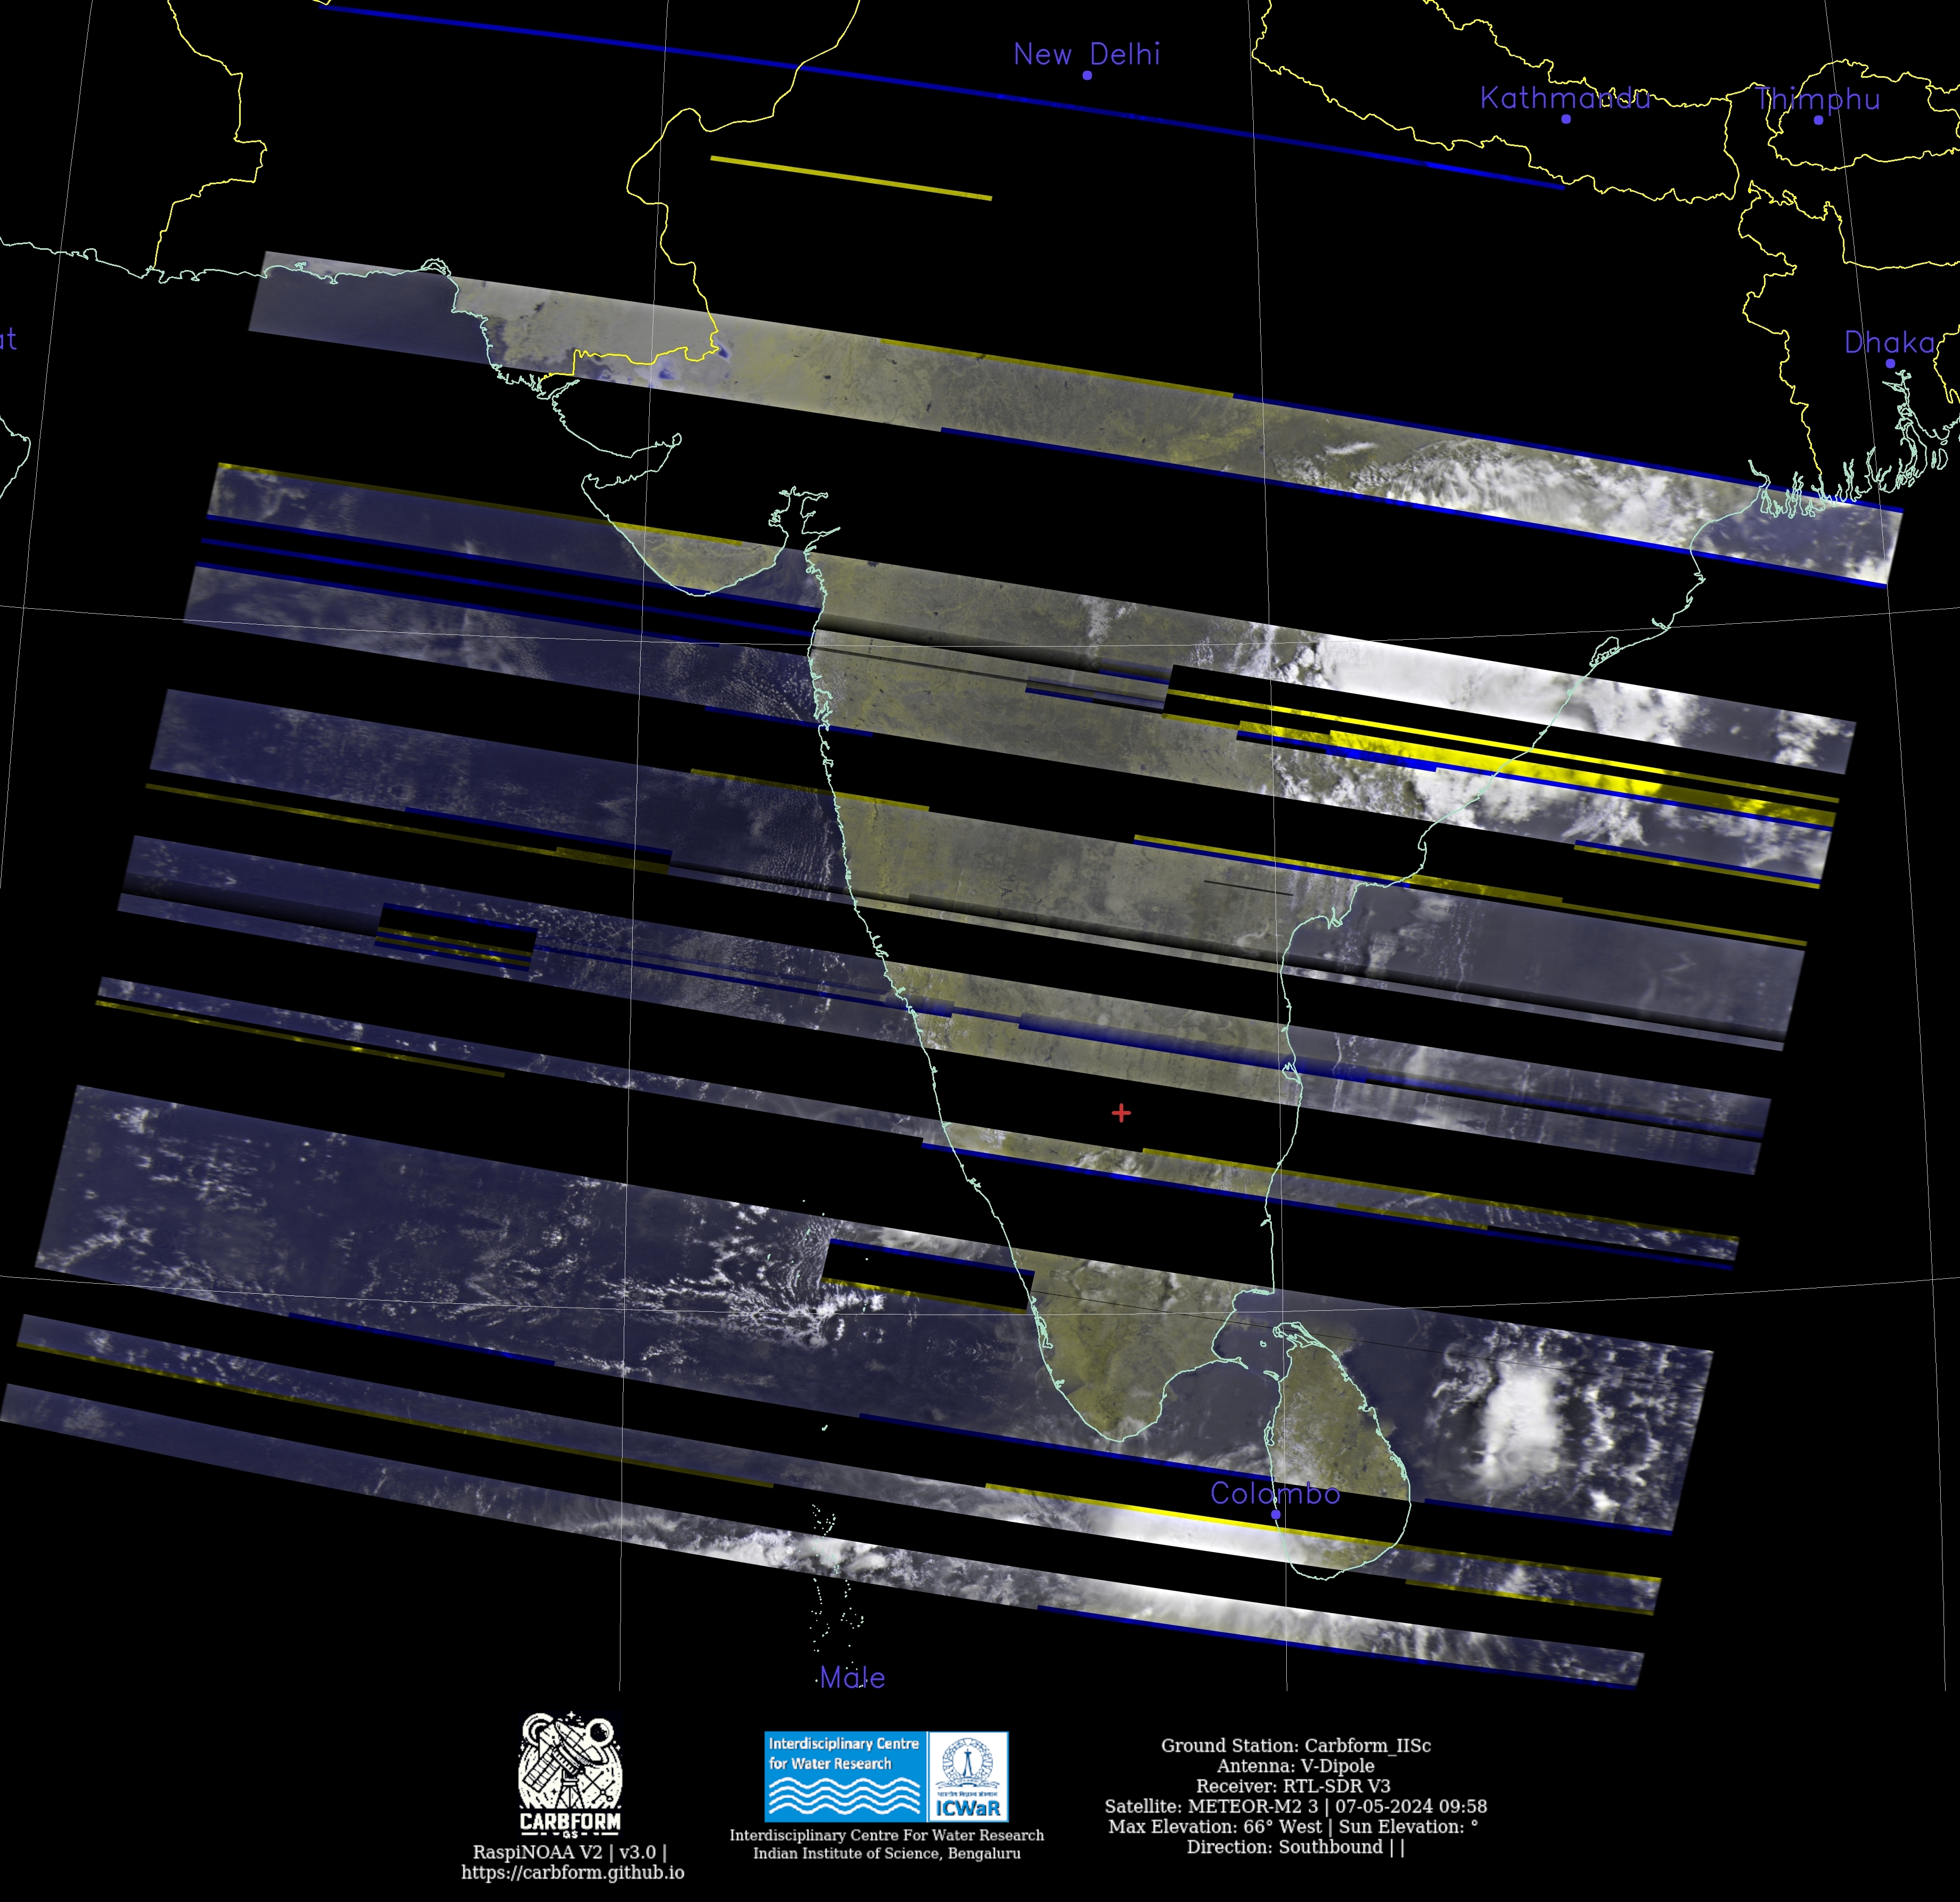 New Delhi
Kathmandu
Thimphu
at
Dhaka
Colombo
Male
CARBFORM
GS
RaspiNOAA V2 | v3.0 |
https://carbform.github.io
Interdisciplinary Centre
for Water Research
ICWaR
Interdisciplinary Centre For Water Research
Indian Institute of Science, Bengaluru
Ground Station: Carbform_IISc
Antenna: V-Dipole
Receiver: RTL-SDR V3
Satellite: METEOR-M2 3 | 07-05-2024 09:58
Max Elevation: 66° West | Sun Elevation: °
Direction: Southbound | |